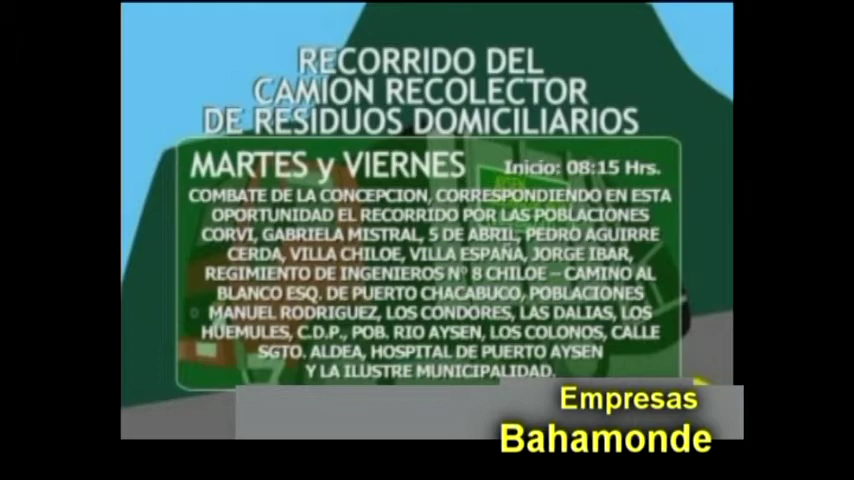 RECORRIDO DEL
CAMION RECOLECTOR
DE RESIDUOS DOMICILIARIOS
MARTES y VIERNES Inicio: 08:15 Hrs.
COMBATE DE LA CONCEPCION, CORRESPONDIENDO EN ESTA
OPORTUNIDAD EL RECORRIDO POR LAS POBLACIONES
CORVI, GABRIELA MISTRAL, 5 DE ABRIL, PEDRO AGUIRRE
CERDA, VILLA CHILOE, VILLA ESPAÑA, JORGE IBAR,
REGIMIENTO DE INGENIEROS Nº 8 CHILOE – CAMINO AL
BLANCO ESQ. DE PUERTO CHACABUCO, POBLACIONES
MANUEL RODRIGUEZ, LOS CONDORES, LAS DALIAS, LOS
HUEMULES, C.D.P., POB. RIO AYSEN, LOS COLONOS, CALLE
SGTO. ALDEA, HOSPITAL DE PUERTO AYSEN
Y LA ILUSTRE MUNICIPALIDAD.
Empresas
Bahamonde